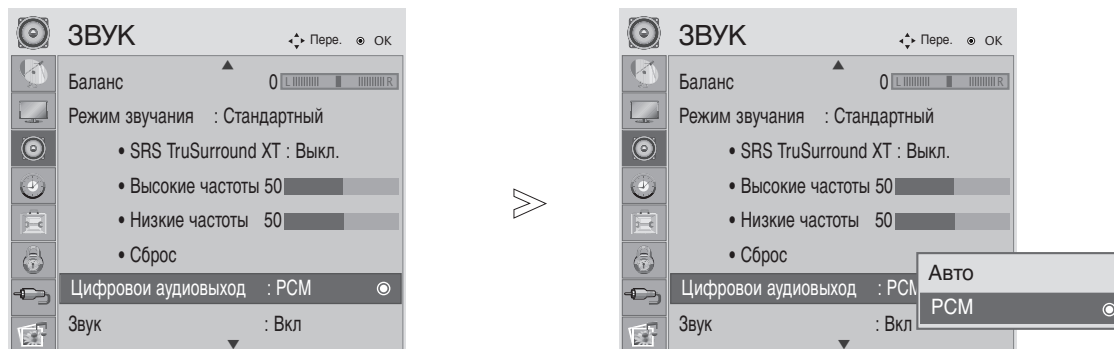 ЗВУК Пере. ОК
Баланс 0 L R
Режим звучания : Стандартный
• SRS TruSurround XT : Выкл.
• Высокие частоты 50
• Низкие частоты 50
• Сброс
Цифровои аудиовыход : PCM
Звук : Вкл
ЗВУК Пере. ОК
Баланс 0 L R
Режим звучания : Стандартный
• SRS TruSurround XT : Выкл.
• Высокие частоты 50
• Низкие частоты 50
• Сброс
Цифровои аудиовыход : PCM
Звук : Вкл
Авто
PCM